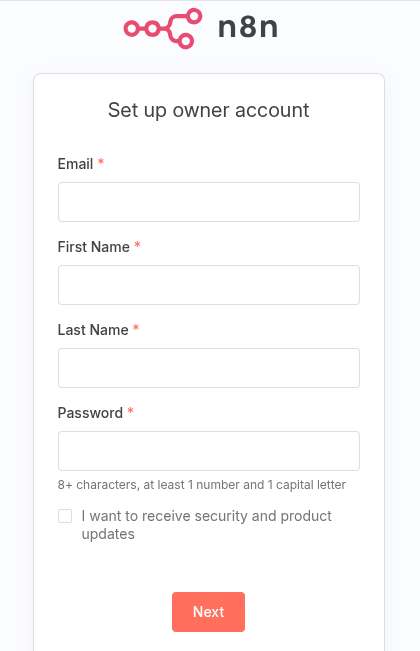 n8n
Set up owner account
Email *
First Name *
Last Name *
Password *
8+ characters, at least 1 number and 1 capital letter
I want to receive security and product
updates
Next